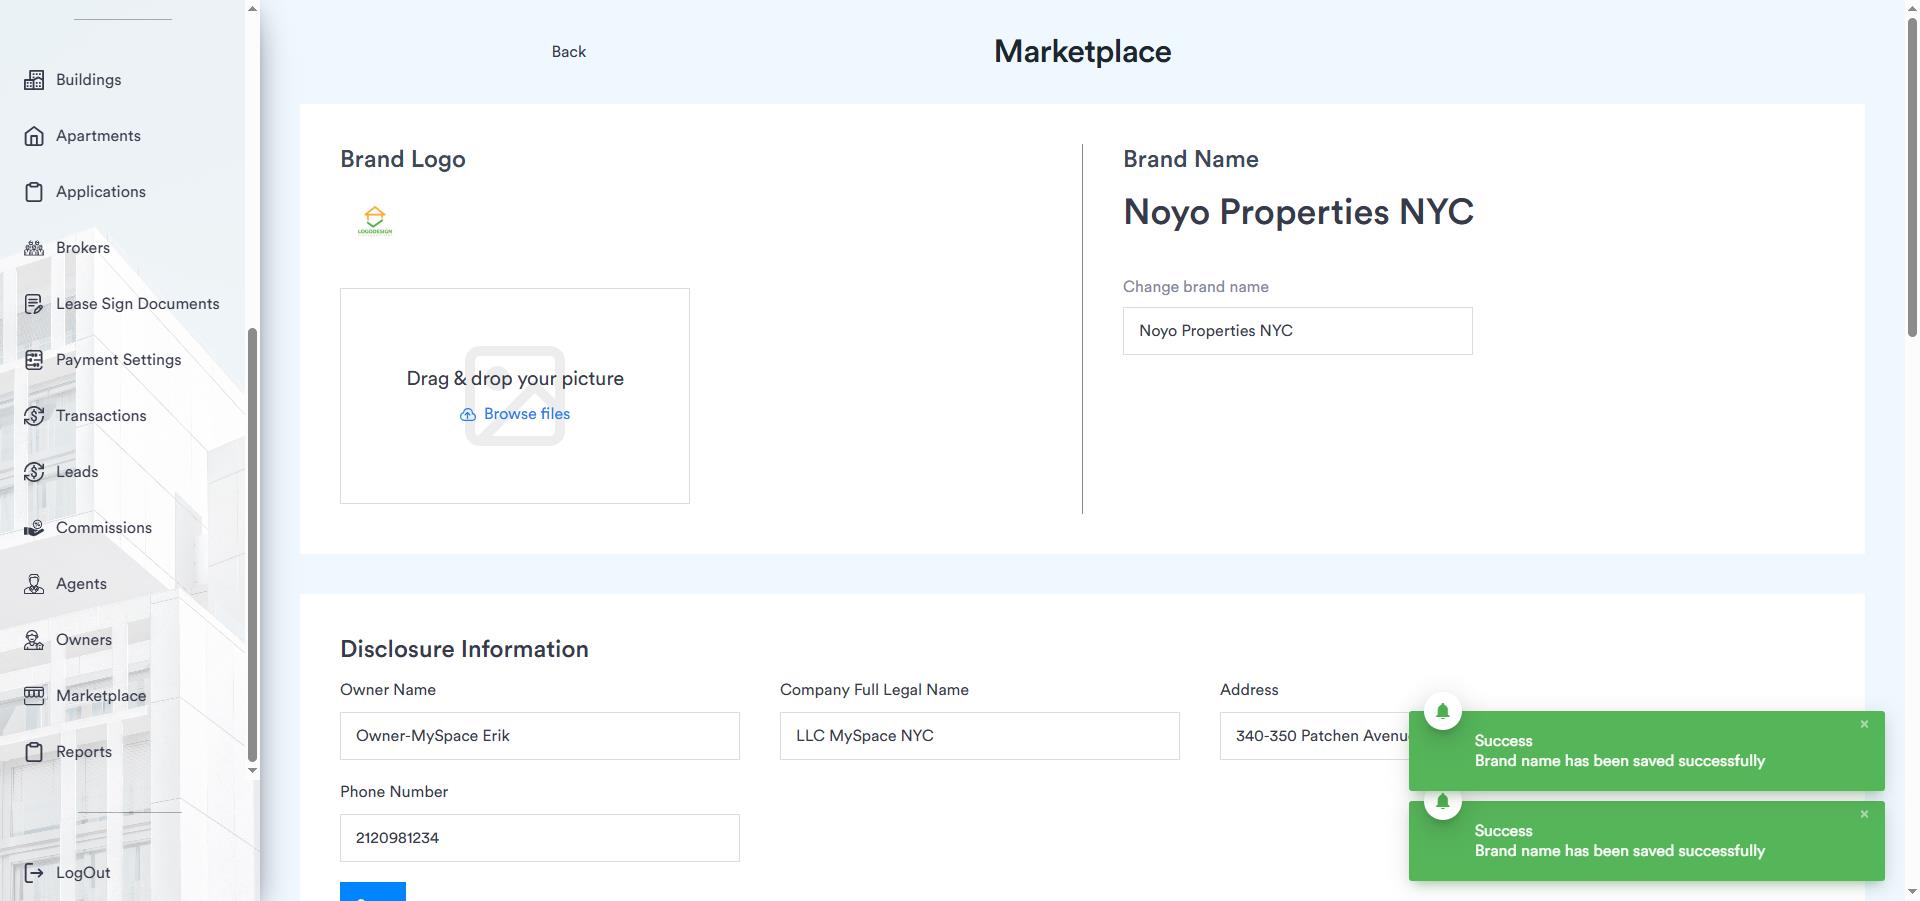 Buildings
Apartments
Applications
Brokers
Lease Sign Documents
Payment Settings
Transactions
Leads
Commissions
Agents
Owners
Marketplace
Reports
LogOut
Back
Marketplace
Brand Logo
LOGODESIGN
Drag & drop your picture
Browse files
Brand Name
Noyo Properties NYC
Change brand name
Noyo Properties NYC
Disclosure Information
Owner Name
Owner-MySpace Erik
Company Full Legal Name
LLC MySpace NYC
Address
340-350 Patchen
Phone Number
2120981234
Success
Brand name has been saved successfully
Success
Brand name has been saved successfully